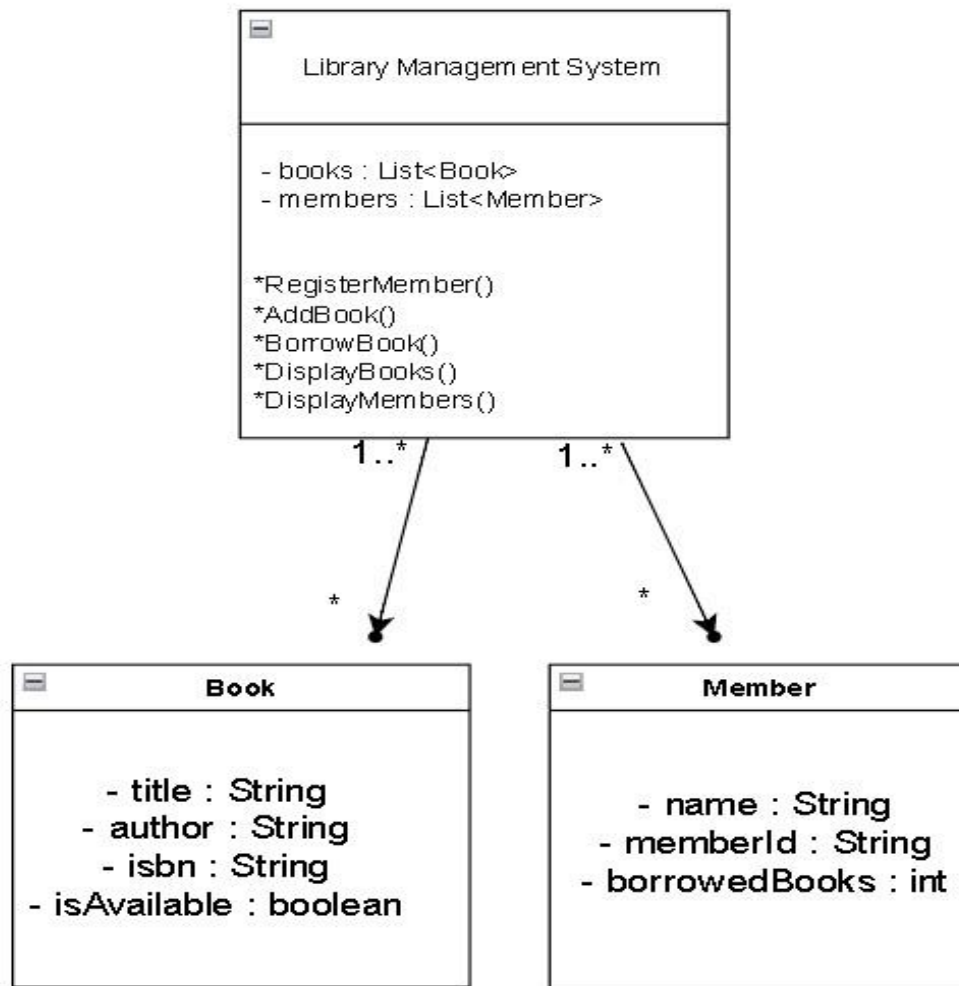 Library Management System
- books : List<Book>
- members : List<Member>
*RegisterMember()
*AddBook()
*BorrowBook()
*DisplayBooks()
*DisplayMembers()
1..*
1..*
*
*
Book
- title : String
- author : String
- isbn : String
- isAvailable : boolean
Member
- name : String
- memberId : String
- borrowedBooks : int